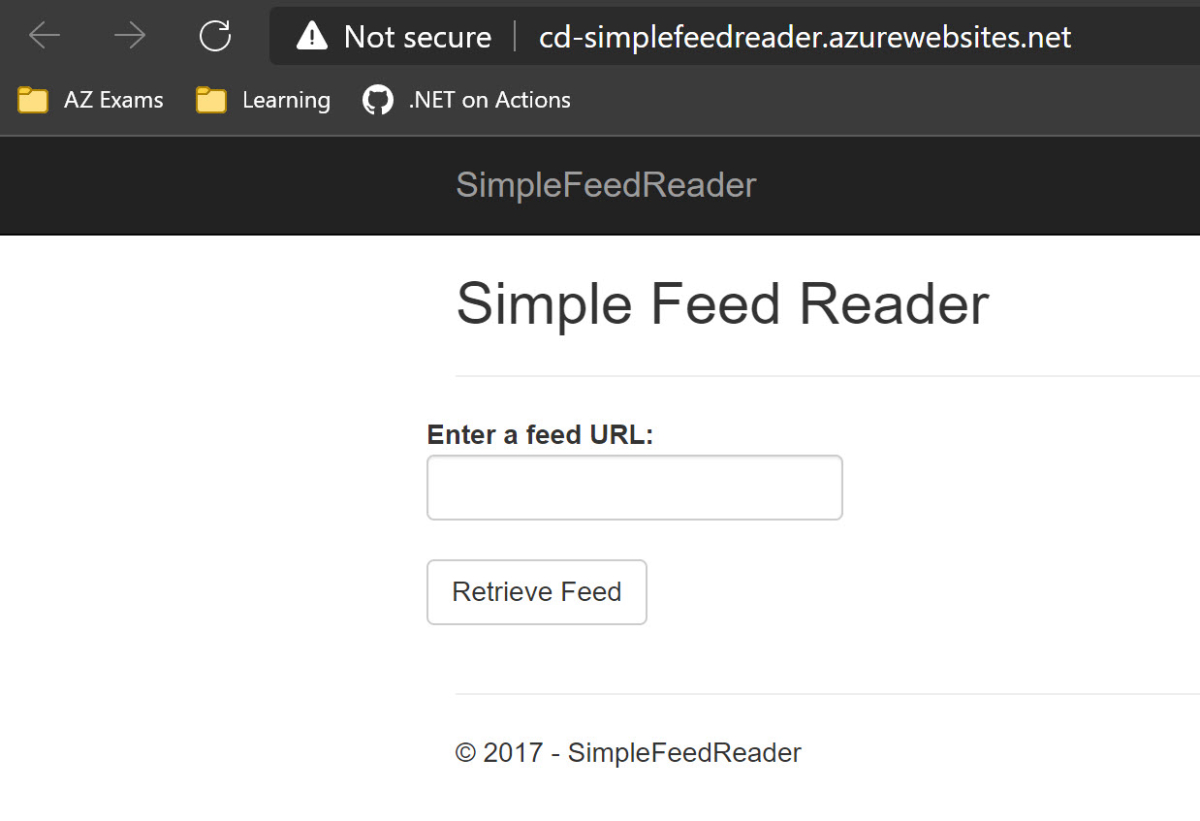 Not secure | cd-simplefeedreader.azurewebsites.net
AZ Exams Learning .NET on Actions
SimpleFeedReader
Simple Feed Reader
Enter a feed URL:
Retrieve Feed
© 2017 - SimpleFeedReader